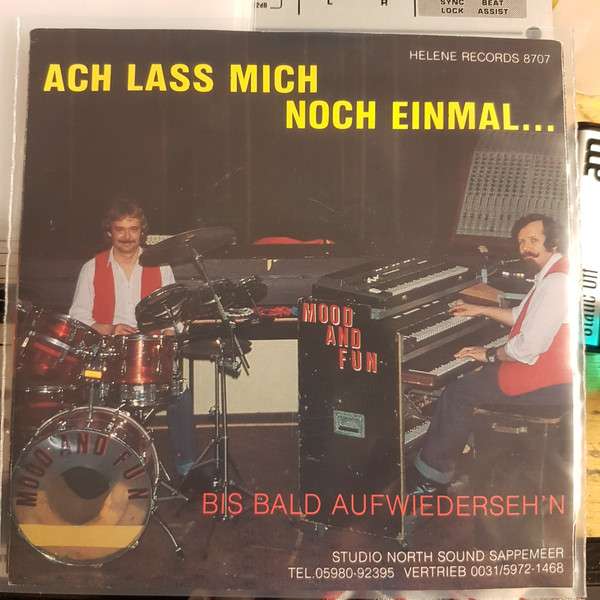 SYNC BEAT
LOCK ASSIST
L R
HELENE RECORDS 8707
ACH LASS MICH
NOCH EINMAL...
MOOD
AND
FUN
MOOD AND FUN
BIS BALD AUFWIEDERSEH'N
STUDIO NORTH SOUND SAPPEMEER
TEL.05980-92395 VERTRIEB 0031/5972-1468